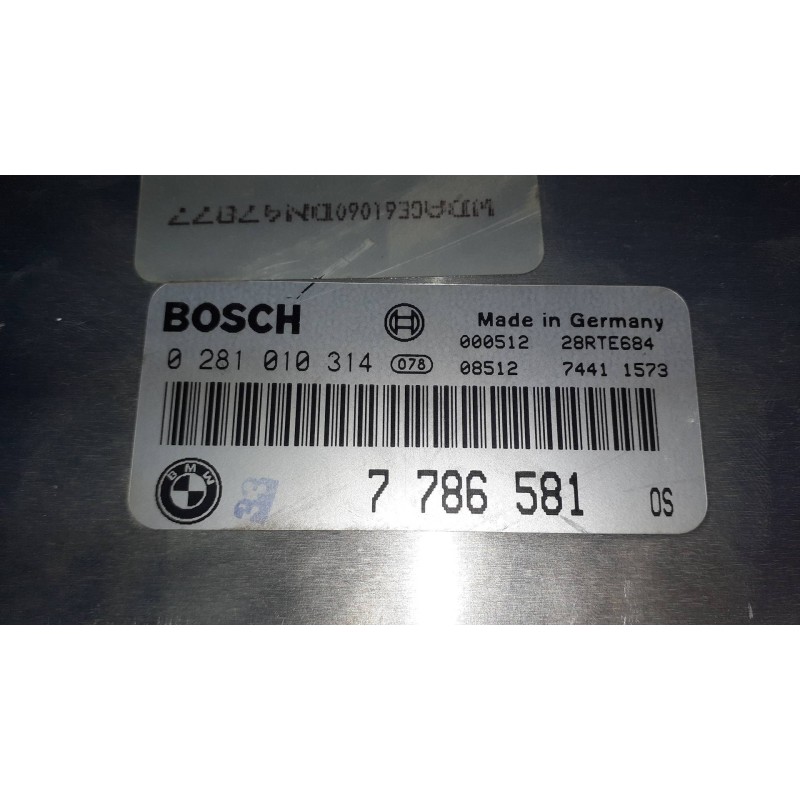 BOSCH Made in Germany
000512 28RTE684
0 281 010 314 078 08512 7441 1573
BMW 33 7 786 581 OS